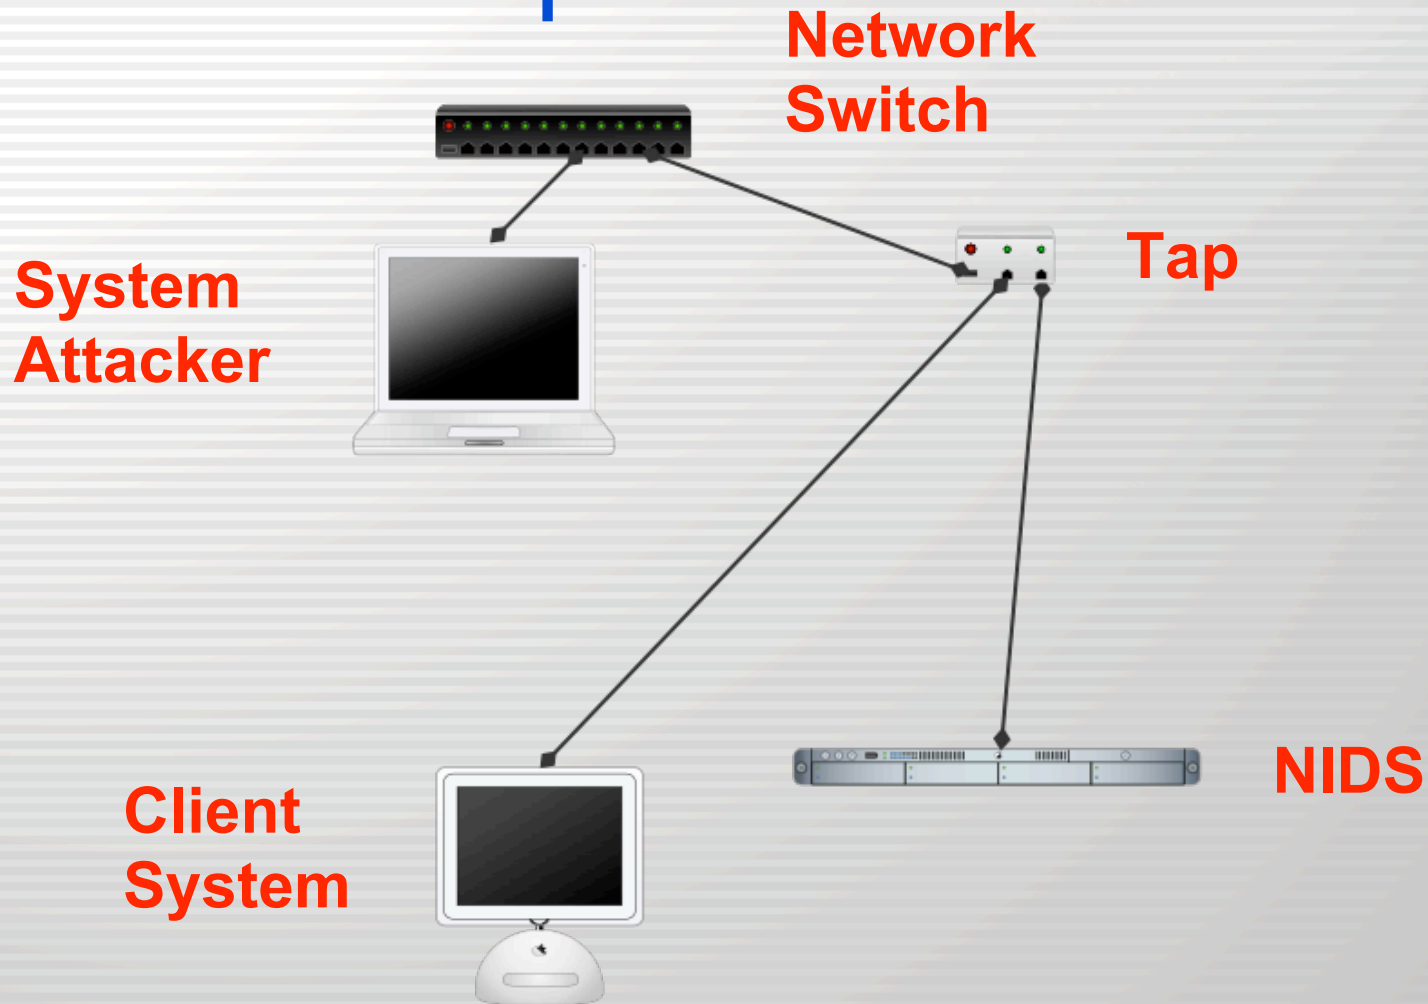 Network
Switch
Tap
System
Attacker
NIDS
Client
System